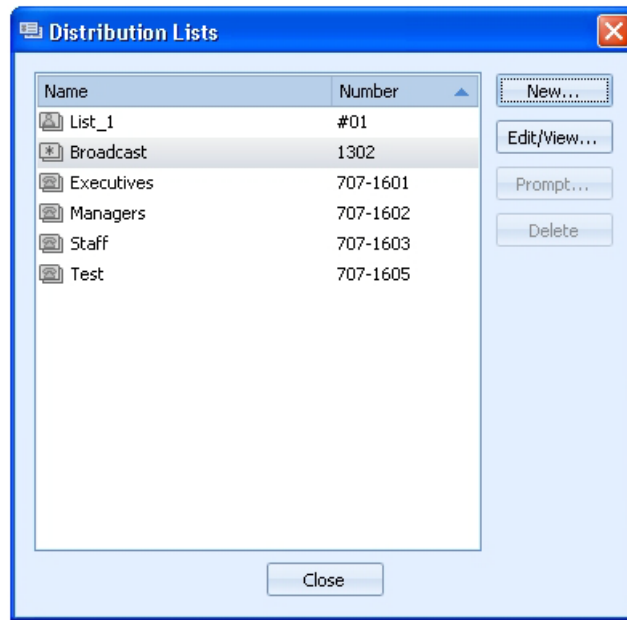 Distribution Lists
Name Number
New...
List_1 #01
Edit/View...
Broadcast 1302
Executives 707-1601
Prompt...
Managers 707-1602
Delete
Staff 707-1603
Test 707-1605
Close